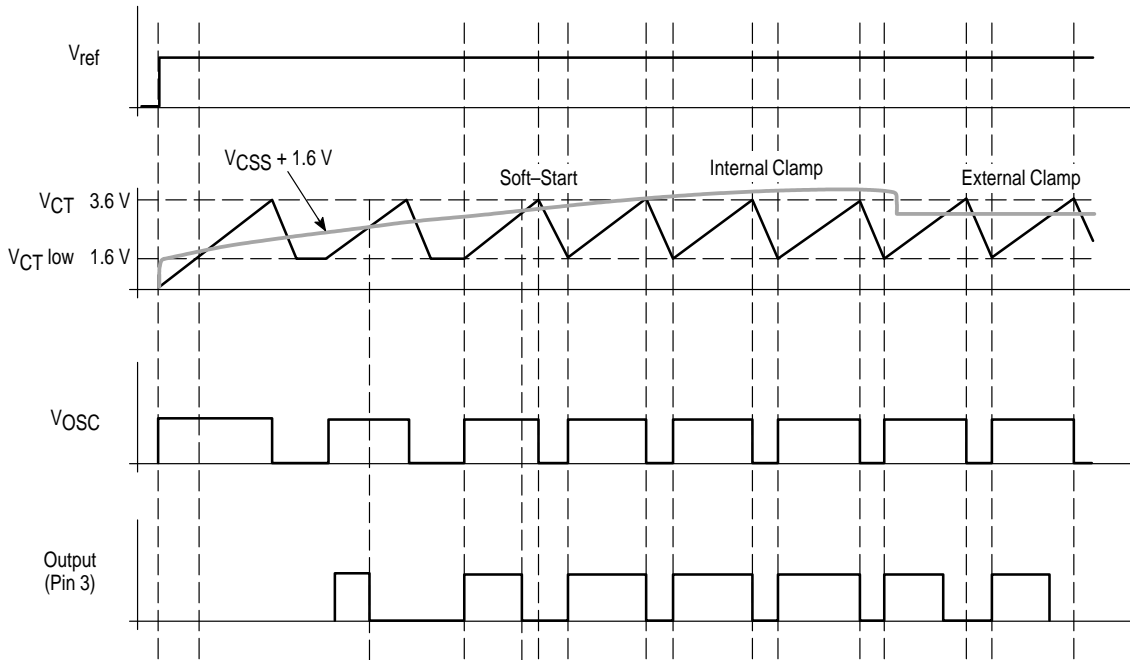 Vref
VCSS + 1.6 V
Soft–Start
Internal Clamp
External Clamp
VCT 3.6 V
VCT low 1.6 V
VOSC
Output
(Pin 3)